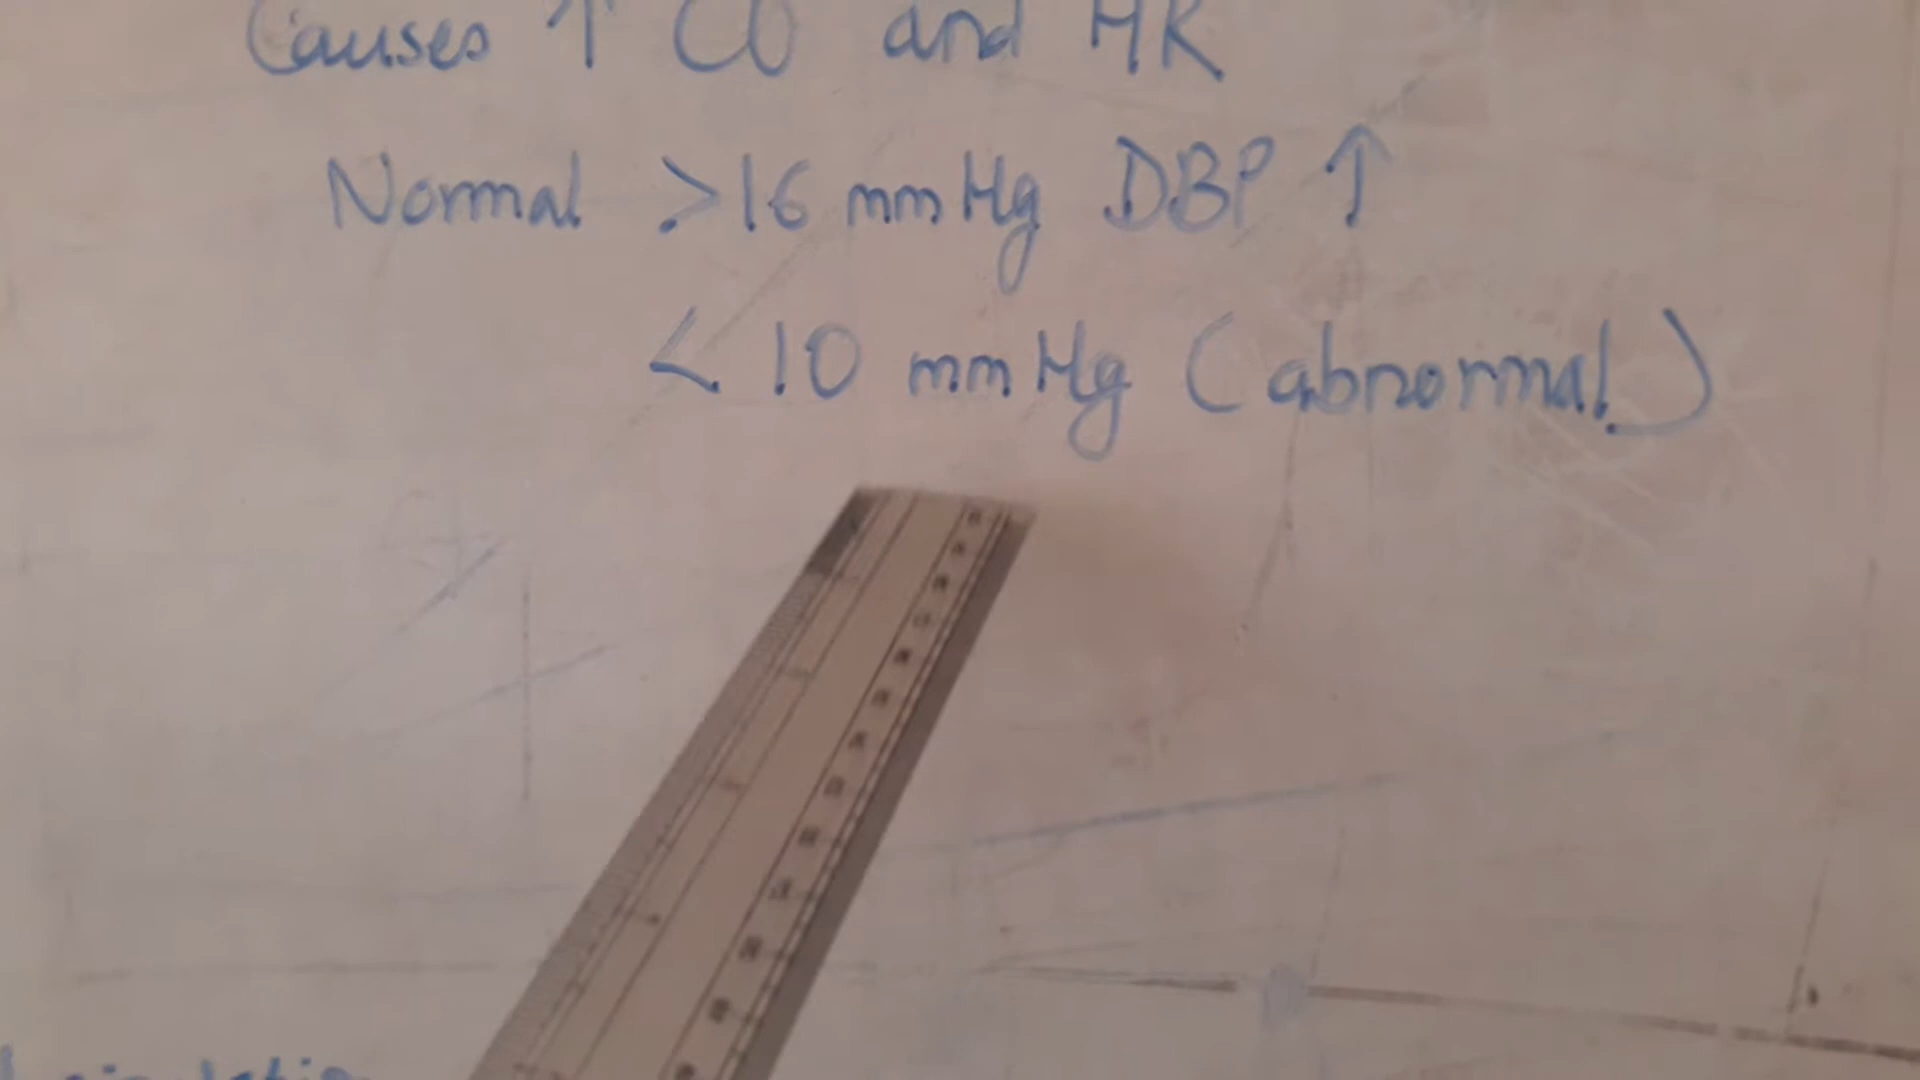 Causes ↑ CO and HR
Normal >16 mmHg DBP ↑
<10 mmHg (abnormal)